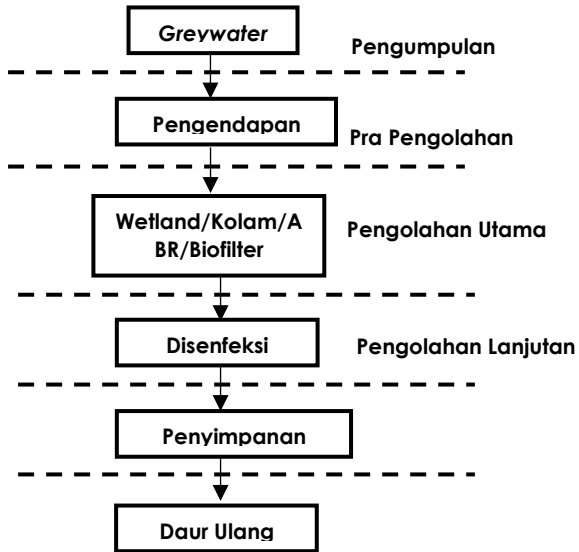 Greywater
Pengumpulan
Pengendapan
Pra Pengolahan
Wetland/Kolam/A
BR/Biofilter
Pengolahan Utama
Disenfeksi
Pengolahan Lanjutan
Penyimpanan
Daur Ulang